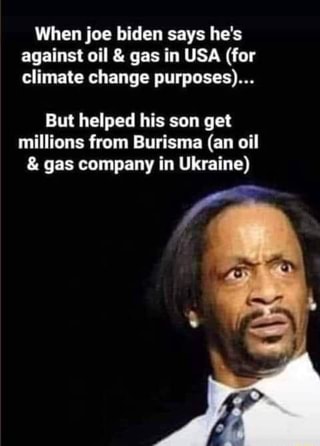 When joe biden says he's
against oil & gas in USA (for
climate change purposes)...
But helped his son get
millions from Burisma (an oil
& gas company in Ukraine)